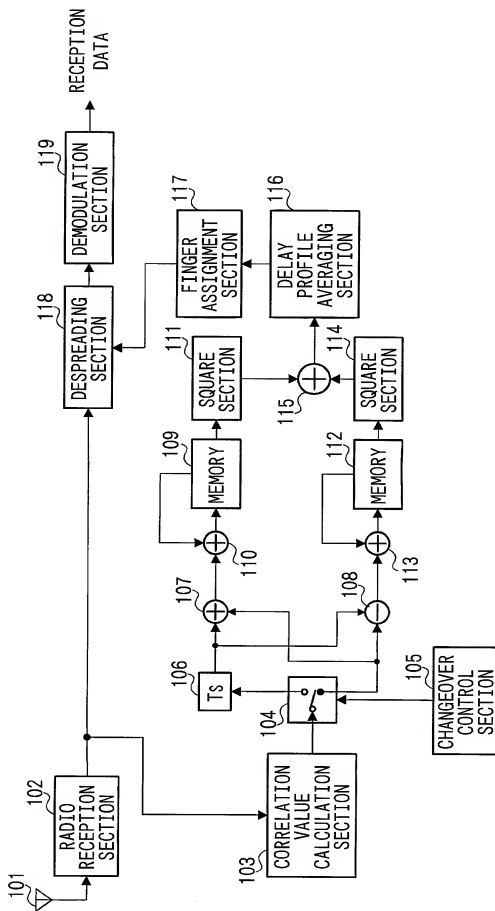 101
102
RADIO
RECEPTION
SECTION
118
DESPREADING
SECTION
119
DEMODULATION
SECTION
RECEPTION
DATA
103
CORRELATION
VALUE
CALCULATION
SECTION
104
105
CHANGEOVER
CONTROL
SECTION
106
TS
107
108
110
109
MEMORY
111
SQUARE
SECTION
113
112
MEMORY
114
SQUARE
SECTION
115
116
DELAY
PROFILE
AVERAGING
SECTION
117
FINGER
ASSIGNMENT
SECTION